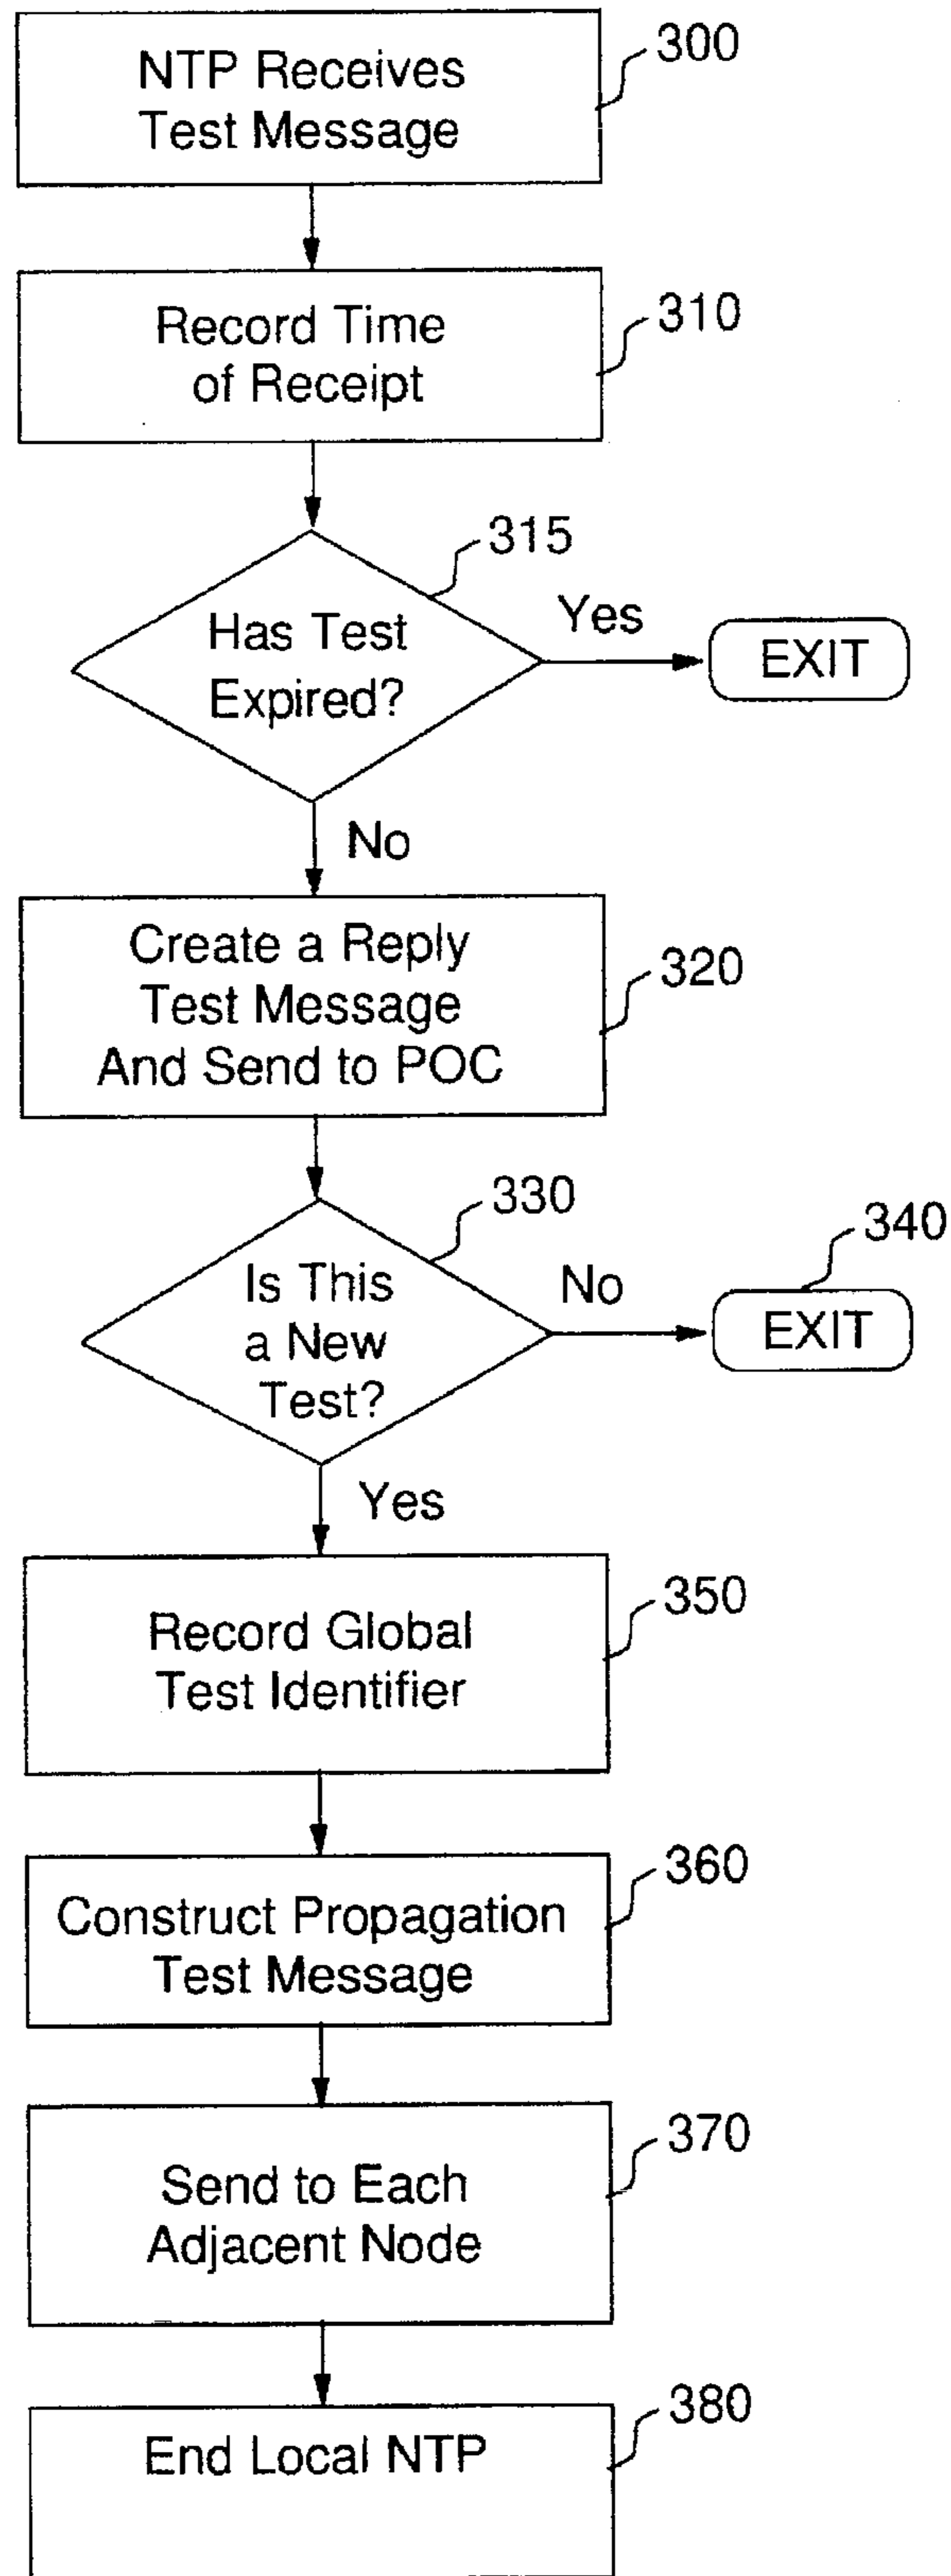 NTP Receives
Test Message
300
Record Time
of Receipt
310
315
Has Test
Expired?
Yes
EXIT
No
Create a Reply
Test Message
And Send to POC
320
330
Is This
a New
Test?
No
340
EXIT
Yes
Record Global
Test Identifier
350
Construct Propagation
Test Message
360
Send to Each
Adjacent Node
370
End Local NTP
380